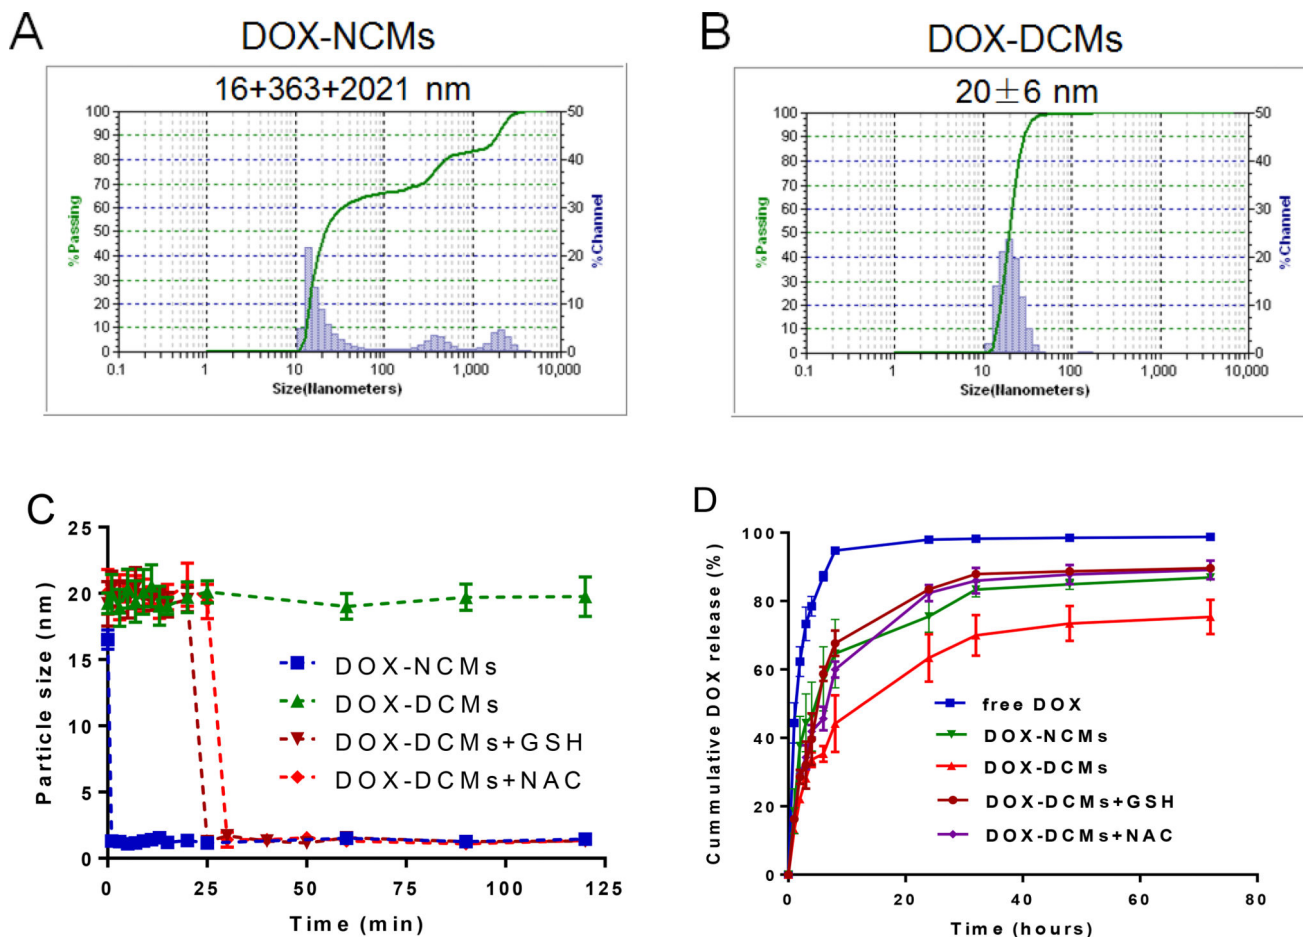 A
DOX-NCMs
16+363+2021 nm
100
90
80
70
60
50
40
30
20
10
0
50
40
30
20
10
0
%Passing
%Channel
0.1
1
10
100
1,000
10,000
Size(Nanometers)
B
DOX-DCMs
20±6 nm
100
90
80
70
60
50
40
30
20
10
0
50
40
30
20
10
0
%Passing
%Channel
0.1
1
10
100
1,000
10,000
Size(Nanometers)
C
25
20
15
10
5
0
Particle size (nm)
DOX-NCMs
DOX-DCMs
DOX-DCMs+GSH
DOX-DCMs+NAC
0
25
50
75
100
125
Time (min)
D
100
80
60
40
20
0
Cummulative DOX release (%)
free DOX
DOX-NCMs
DOX-DCMs
DOX-DCMs+GSH
DOX-DCMs+NAC
0
20
40
60
80
Time (hours)